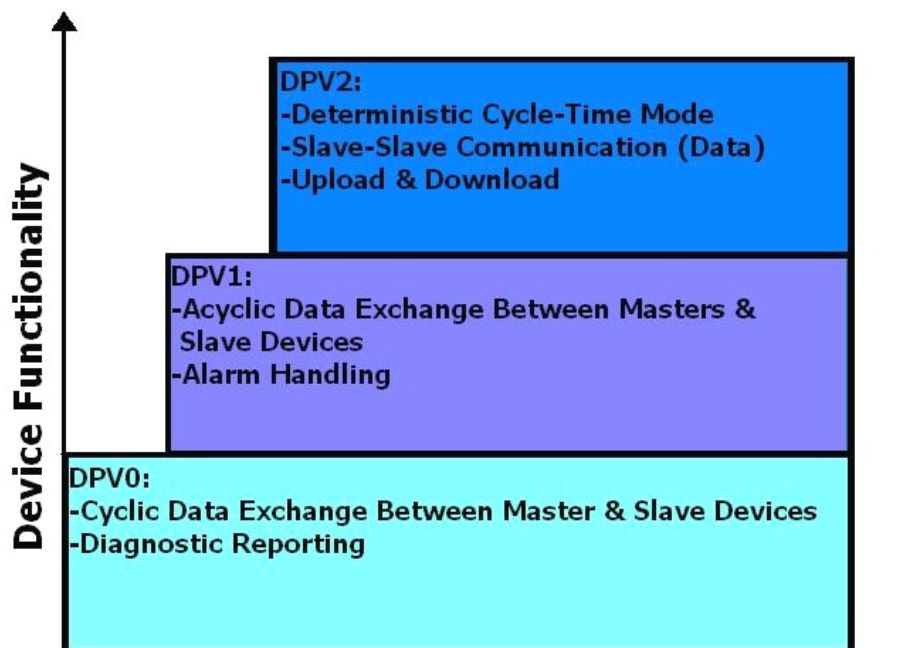 Device Functionality
DPV2:
-Deterministic Cycle-Time Mode
-Slave-Slave Communication (Data)
-Upload & Download
DPV1:
-Acyclic Data Exchange Between Masters &
Slave Devices
-Alarm Handling
DPV0:
-Cyclic Data Exchange Between Master & Slave Devices
-Diagnostic Reporting